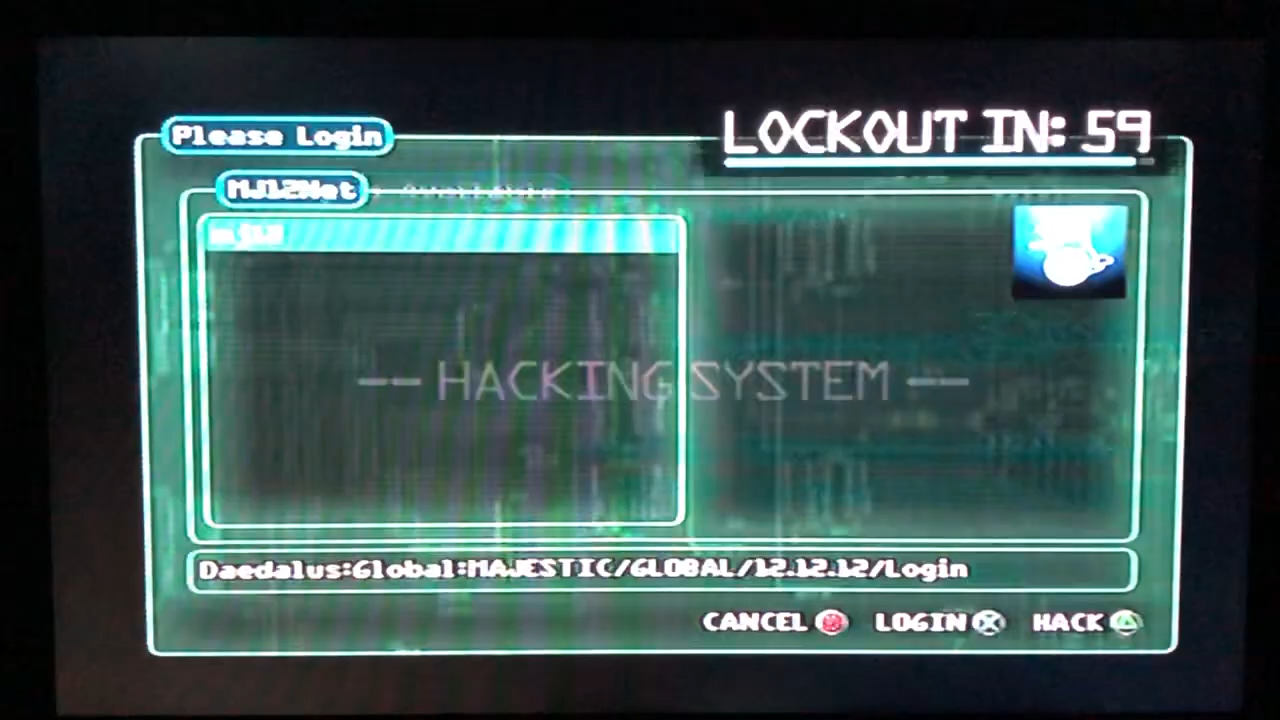 Please Login
LOCKOUT IN: 59
MJ12Net
mj12
-- HACKING SYSTEM --
Daedalus:Global:MAJESTIC/GLOBAL/12.12.12/Login
CANCEL LOGIN HACK